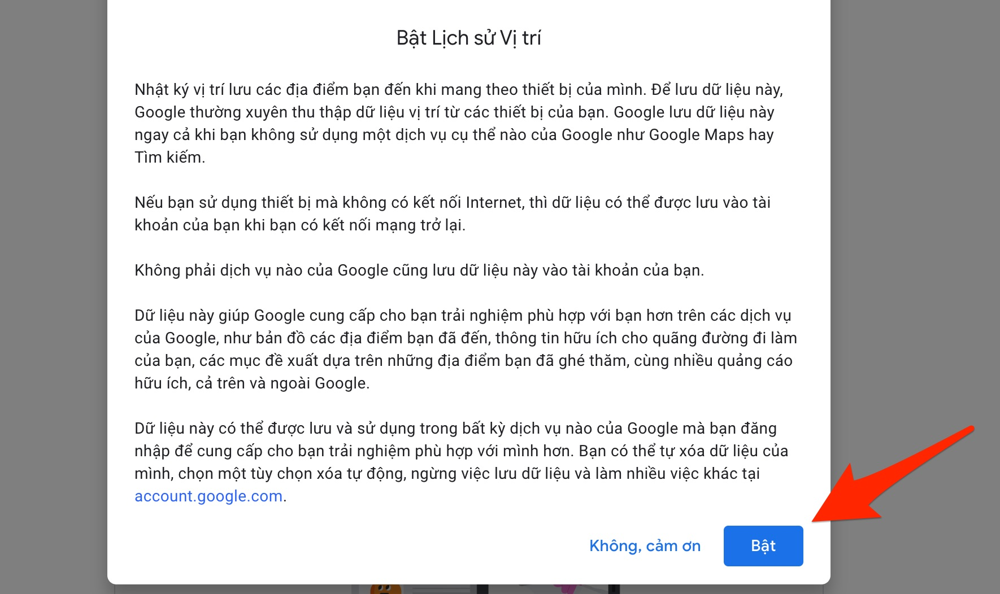 Bật Lịch sử Vị trí
Nhật ký vị trí lưu các địa điểm bạn đến khi mang theo thiết bị của mình. Để lưu dữ liệu này,
Google thường xuyên thu thập dữ liệu vị trí từ các thiết bị của bạn. Google lưu dữ liệu này
ngay cả khi bạn không sử dụng một dịch vụ cụ thể nào của Google như Google Maps hay
Tìm kiếm.
Nếu bạn sử dụng thiết bị mà không có kết nối Internet, thì dữ liệu có thể được lưu vào tài
khoản của bạn khi bạn có kết nối mạng trở lại.
Không phải dịch vụ nào của Google cũng lưu dữ liệu này vào tài khoản của bạn.
Dữ liệu này giúp Google cung cấp cho bạn trải nghiệm phù hợp với bạn hơn trên các dịch vụ
của Google, như bản đồ các địa điểm bạn đã đến, thông tin hữu ích cho quãng đường đi làm
của bạn, các mục đề xuất dựa trên những địa điểm bạn đã ghé thăm, cùng nhiều quảng cáo
hữu ích, cả trên và ngoài Google.
Dữ liệu này có thể được lưu và sử dụng trong bất kỳ dịch vụ nào của Google mà bạn đăng
nhập để cung cấp cho bạn trải nghiệm phù hợp với mình hơn. Bạn có thể tự xóa dữ liệu của
mình, chọn một tùy chọn xóa tự động, ngừng việc lưu dữ liệu và làm nhiều việc khác tại
account.google.com.
Không, cảm ơn
Bật